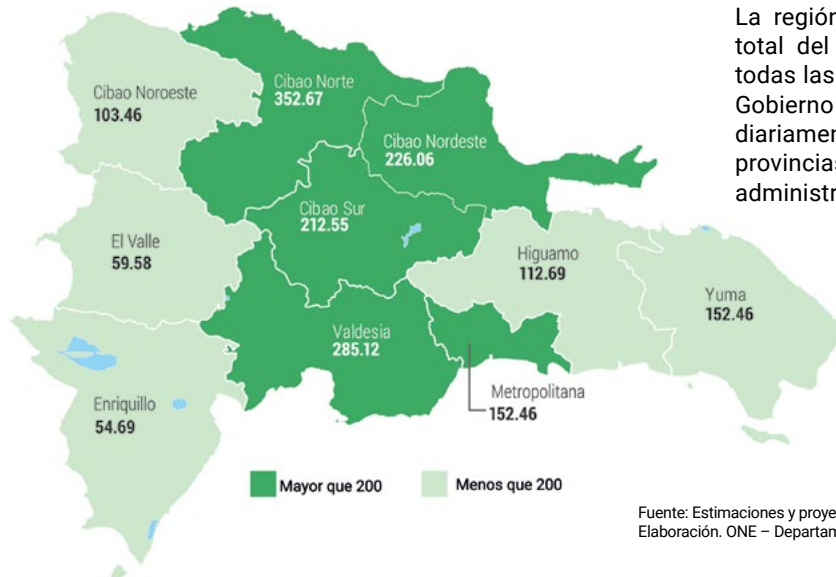 La región
total del
todas las
Gobierno
diariamen
provincias
administr
Cibao Norte
352.67
Cibao Noroeste
103.46
Cibao Nordeste
226.06
Cibao Sur
212.55
El Valle
59.58
Higuamo
112.69
Yuma
152.46
Valdesia
285.12
Metropolitana
152.46
Enriquillo
54.69
Mayor que 200
Menos que 200
Fuente: Estimaciones y proye
Elaboración. ONE – Departam